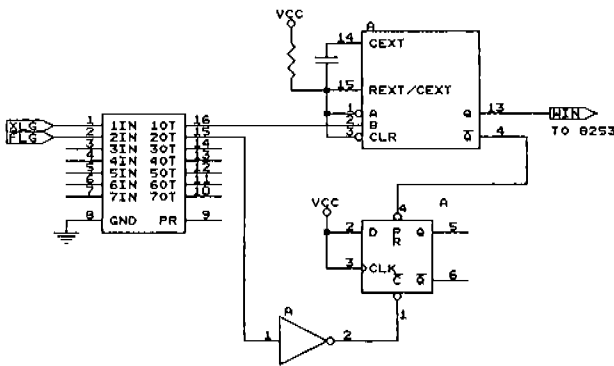 VCC
A
14 CEXT
15 REXT/CEXT
1 A
2 B
3 CLR
Q 13
Q 4
WIN
TO 8253
XLG
FLG
1 1IN 1OT 16
2 2IN 2OT 15
3 3IN 3OT 14
4 4IN 4OT 13
5 5IN 5OT 12
6 6IN 6OT 11
7 7IN 7OT 10
8 GND PR 9
VCC
A
4
2 D PR Q 5
3 CLK
C Q 6
1
A
1 2